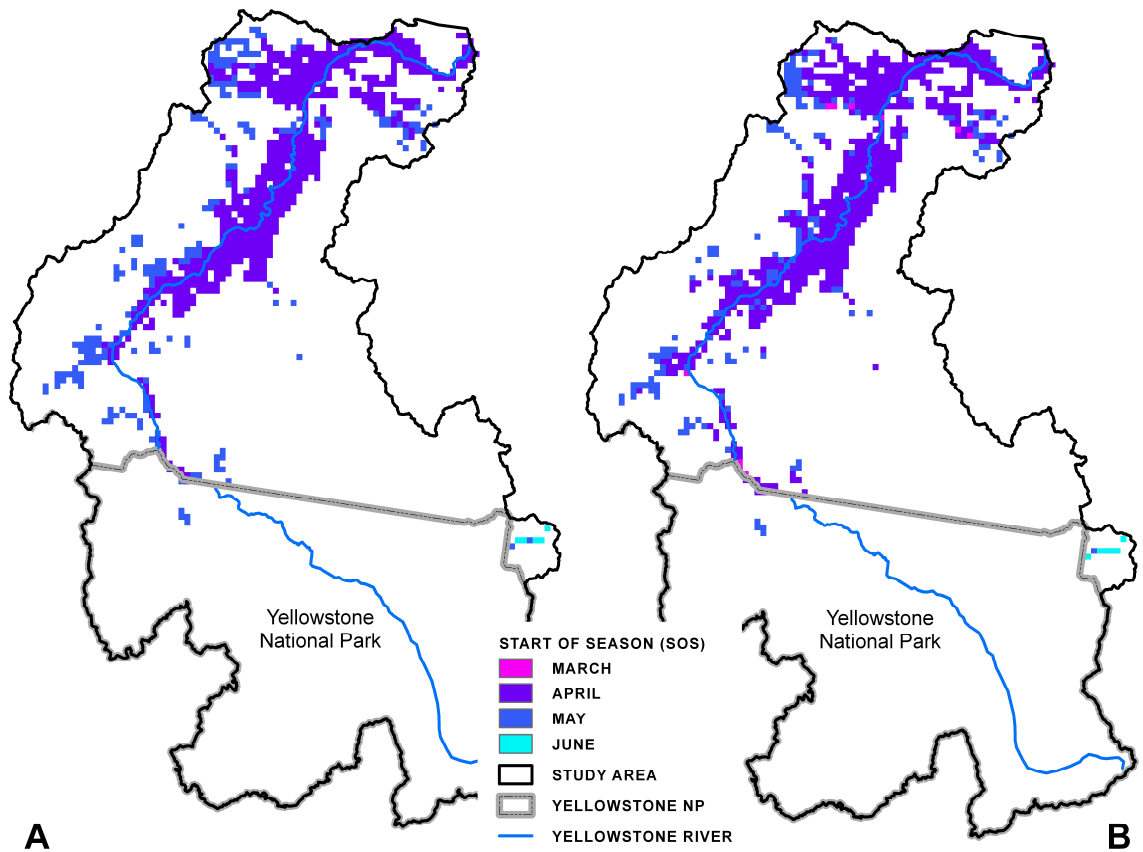 Yellowstone
National Park
Yellowstone
National Park
START OF SEASON (SOS)
MARCH
APRIL
MAY
JUNE
STUDY AREA
YELLOWSTONE NP
YELLOWSTONE RIVER
A
B